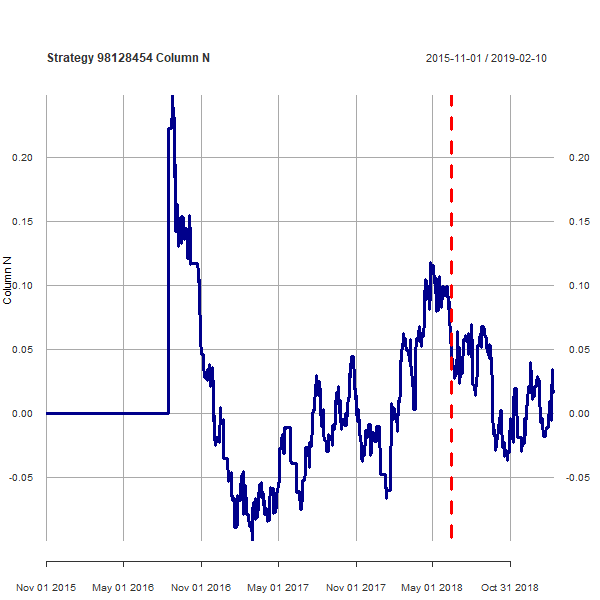 Strategy 98128454 Column N
2015-11-01 / 2019-02-10
0.20
0.20
0.15
0.15
0.10
0.10
0.05
0.05
0.00
0.00
-0.05
-0.05
Column N
Nov 01 2015
May 01 2016
Nov 01 2016
May 01 2017
Nov 01 2017
May 01 2018
Oct 31 2018